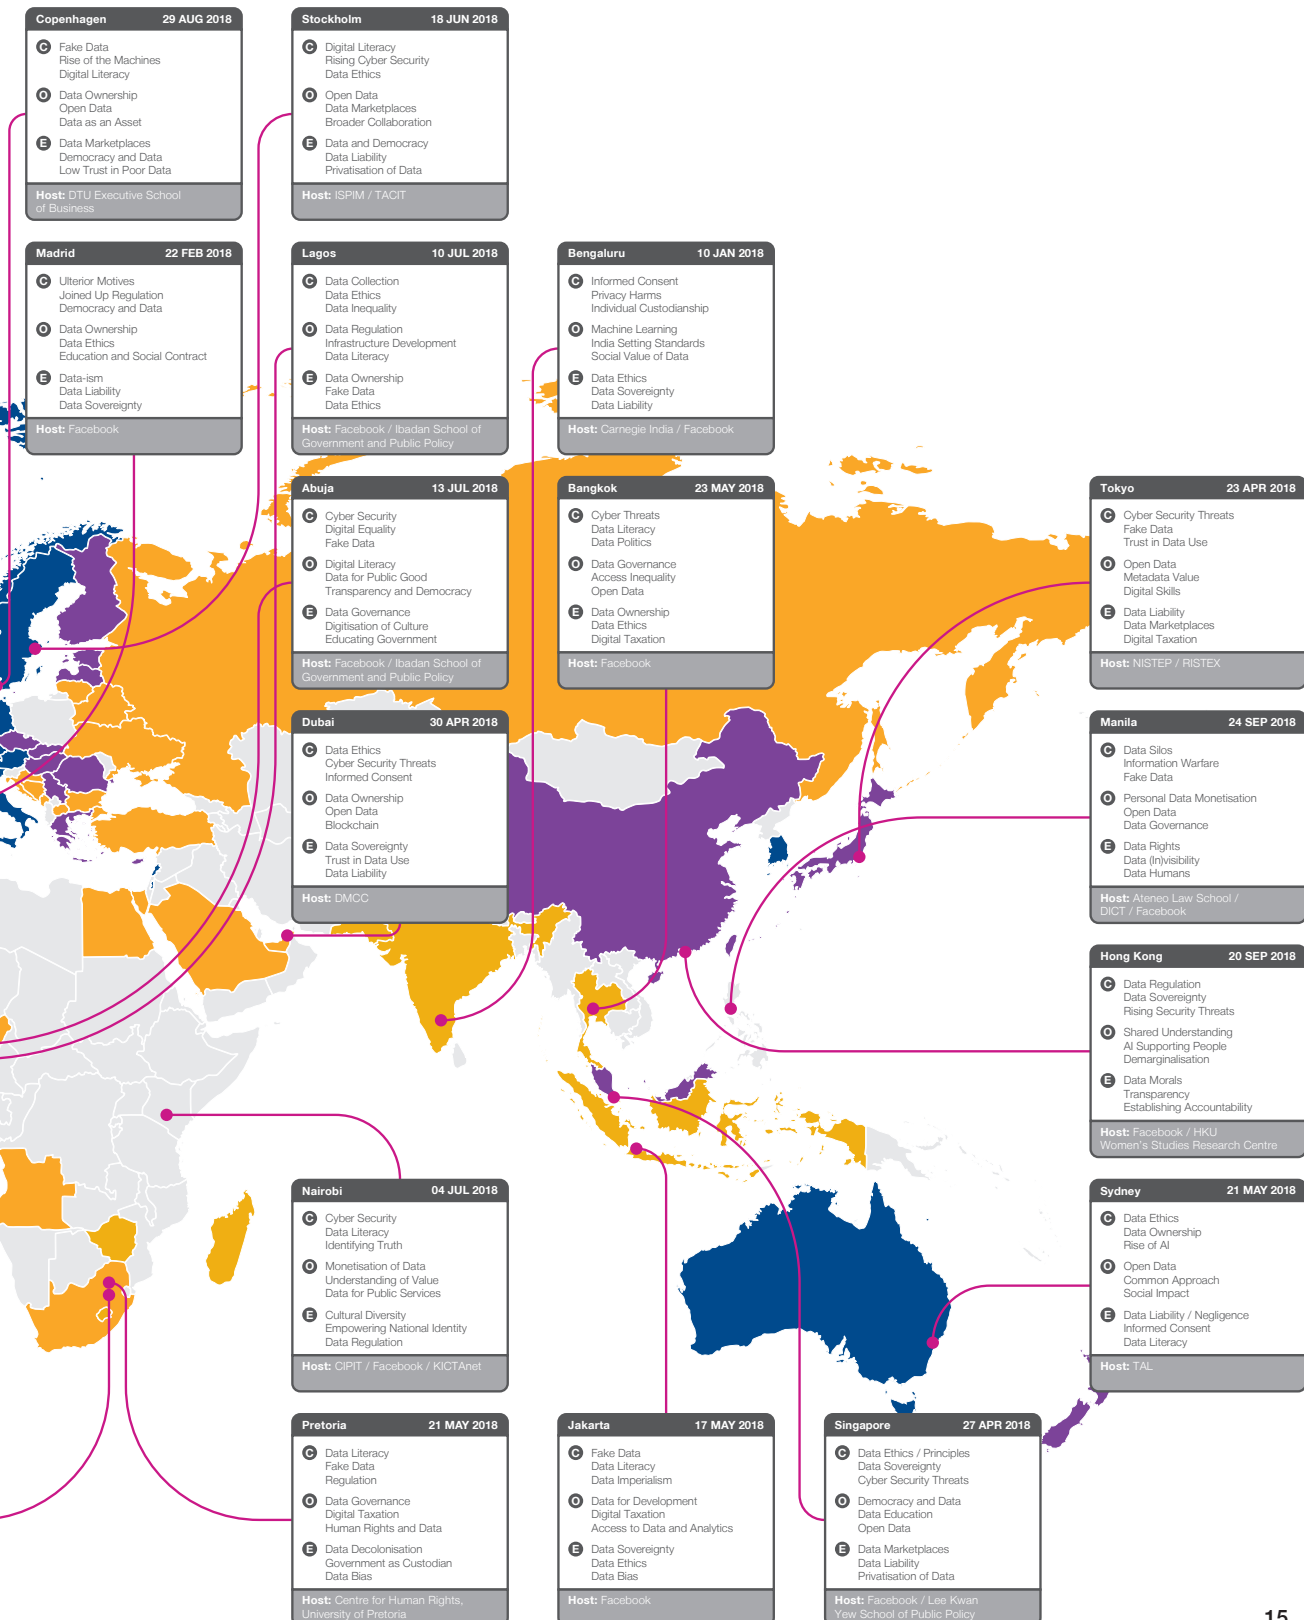 Copenhagen 29 AUG 2018
C Fake Data
Rise of the Machines
Digital Literacy
O Data Ownership
Open Data
Data as an Asset
E Data Marketplaces
Democracy and Data
Low Trust in Poor Data
Host: DTU Executive School
of Business
Stockholm 18 JUN 2018
C Digital Literacy
Rising Cyber Security
Data Ethics
O Open Data
Data Marketplaces
Broader Collaboration
E Data and Democracy
Data Liability
Privatisation of Data
Host: ISPIM / TACIT
Madrid 22 FEB 2018
C Ulterior Motives
Joined Up Regulation
Democracy and Data
O Data Ownership
Data Ethics
Education and Social Contract
E Data-ism
Data Liability
Data Sovereignty
Host: Facebook
Lagos 10 JUL 2018
C Data Collection
Data Ethics
Data Inequality
O Data Regulation
Infrastructure Development
Data Literacy
E Data Ownership
Fake Data
Data Ethics
Host: Facebook / Ibadan School of
Government and Public Policy
Bengaluru 10 JAN 2018
C Informed Consent
Privacy Harms
Individual Custodianship
O Machine Learning
India Setting Standards
Social Value of Data
E Data Ethics
Data Sovereignty
Data Liability
Host: Carnegie India / Facebook
Abuja 13 JUL 2018
C Cyber Security
Digital Equality
Fake Data
O Digital Literacy
Data for Public Good
Transparency and Democracy
E Data Governance
Digitisation of Culture
Educating Government
Host: Facebook / Ibadan School of
Government and Public Policy
Bangkok 23 MAY 2018
C Cyber Threats
Data Literacy
Data Politics
O Data Governance
Access Inequality
Open Data
E Data Ownership
Data Ethics
Digital Taxation
Host: Facebook
Tokyo 23 APR 2018
C Cyber Security Threats
Fake Data
Trust in Data Use
O Open Data
Metadata Value
Digital Skills
E Data Liability
Data Marketplaces
Digital Taxation
Host: NISTEP / RISTEX
Dubai 30 APR 2018
C Data Ethics
Cyber Security Threats
Informed Consent
O Data Ownership
Open Data
Blockchain
E Data Sovereignty
Trust in Data Use
Data Liability
Host: DMCC
Manila 24 SEP 2018
C Data Silos
Information Warfare
Fake Data
O Personal Data Monetisation
Open Data
Data Governance
E Data Rights
Data (In)visibility
Data Humans
Host: Ateneo Law School /
DICT / Facebook
Hong Kong 20 SEP 2018
C Data Regulation
Data Sovereignty
Rising Security Threats
O Shared Understanding
AI Supporting People
Demarginalisation
E Data Morals
Transparency
Establishing Accountability
Host: Facebook / HKU
Women's Studies Research Centre
Nairobi 04 JUL 2018
C Cyber Security
Data Literacy
Identifying Truth
O Monetisation of Data
Understanding of Value
Data for Public Services
E Cultural Diversity
Empowering National Identity
Data Regulation
Host: CIPIT / Facebook / KICTAnet
Sydney 21 MAY 2018
C Data Ethics
Data Ownership
Rise of AI
O Open Data
Common Approach
Social Impact
E Data Liability / Negligence
Informed Consent
Data Literacy
Host: TAL
Pretoria 21 MAY 2018
C Data Literacy
Fake Data
Regulation
O Data Governance
Digital Taxation
Human Rights and Data
E Data Decolonisation
Government as Custodian
Data Bias
Host: Centre for Human Rights,
University of Pretoria
Jakarta 17 MAY 2018
C Fake Data
Data Literacy
Data Imperialism
O Data for Development
Digital Taxation
Access to Data and Analytics
E Data Sovereignty
Data Ethics
Data Bias
Host: Facebook
Singapore 27 APR 2018
C Data Ethics / Principles
Data Sovereignty
Cyber Security Threats
O Democracy and Data
Data Education
Open Data
E Data Marketplaces
Data Liability
Privatisation of Data
Host: Facebook / Lee Kwan
Yew School of Public Policy
15